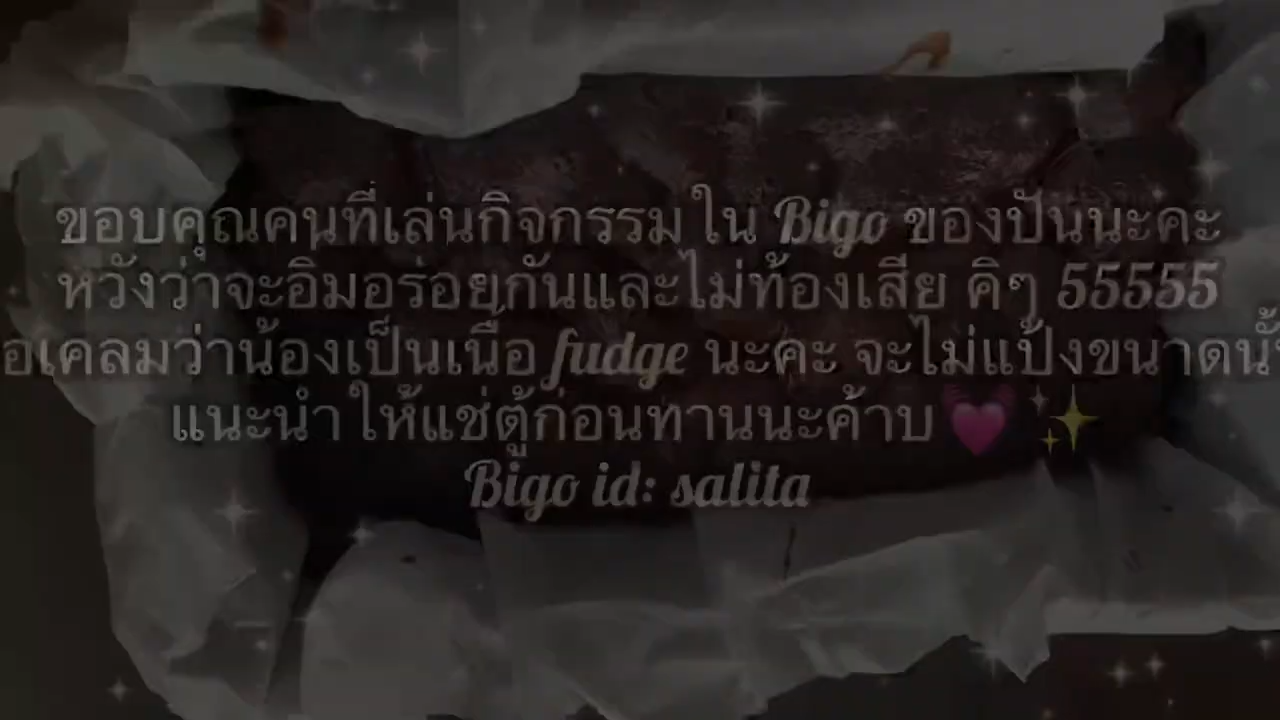 ขอบคุณคนที่เล่นกิจกรรมใน Bigo ของปันนะคะ
หวังว่าจะอิ่มอร่อยกันและไม่ท้องเสีย คิๆ 55555
อเคลมว่าน้องเป็นเนื้อ fudge นะคะ จะไม่แป้งขนาดนั้
แนะนำให้แช่ตู้ก่อนทานนะค้าบ 💓✨
Bigo id: salita